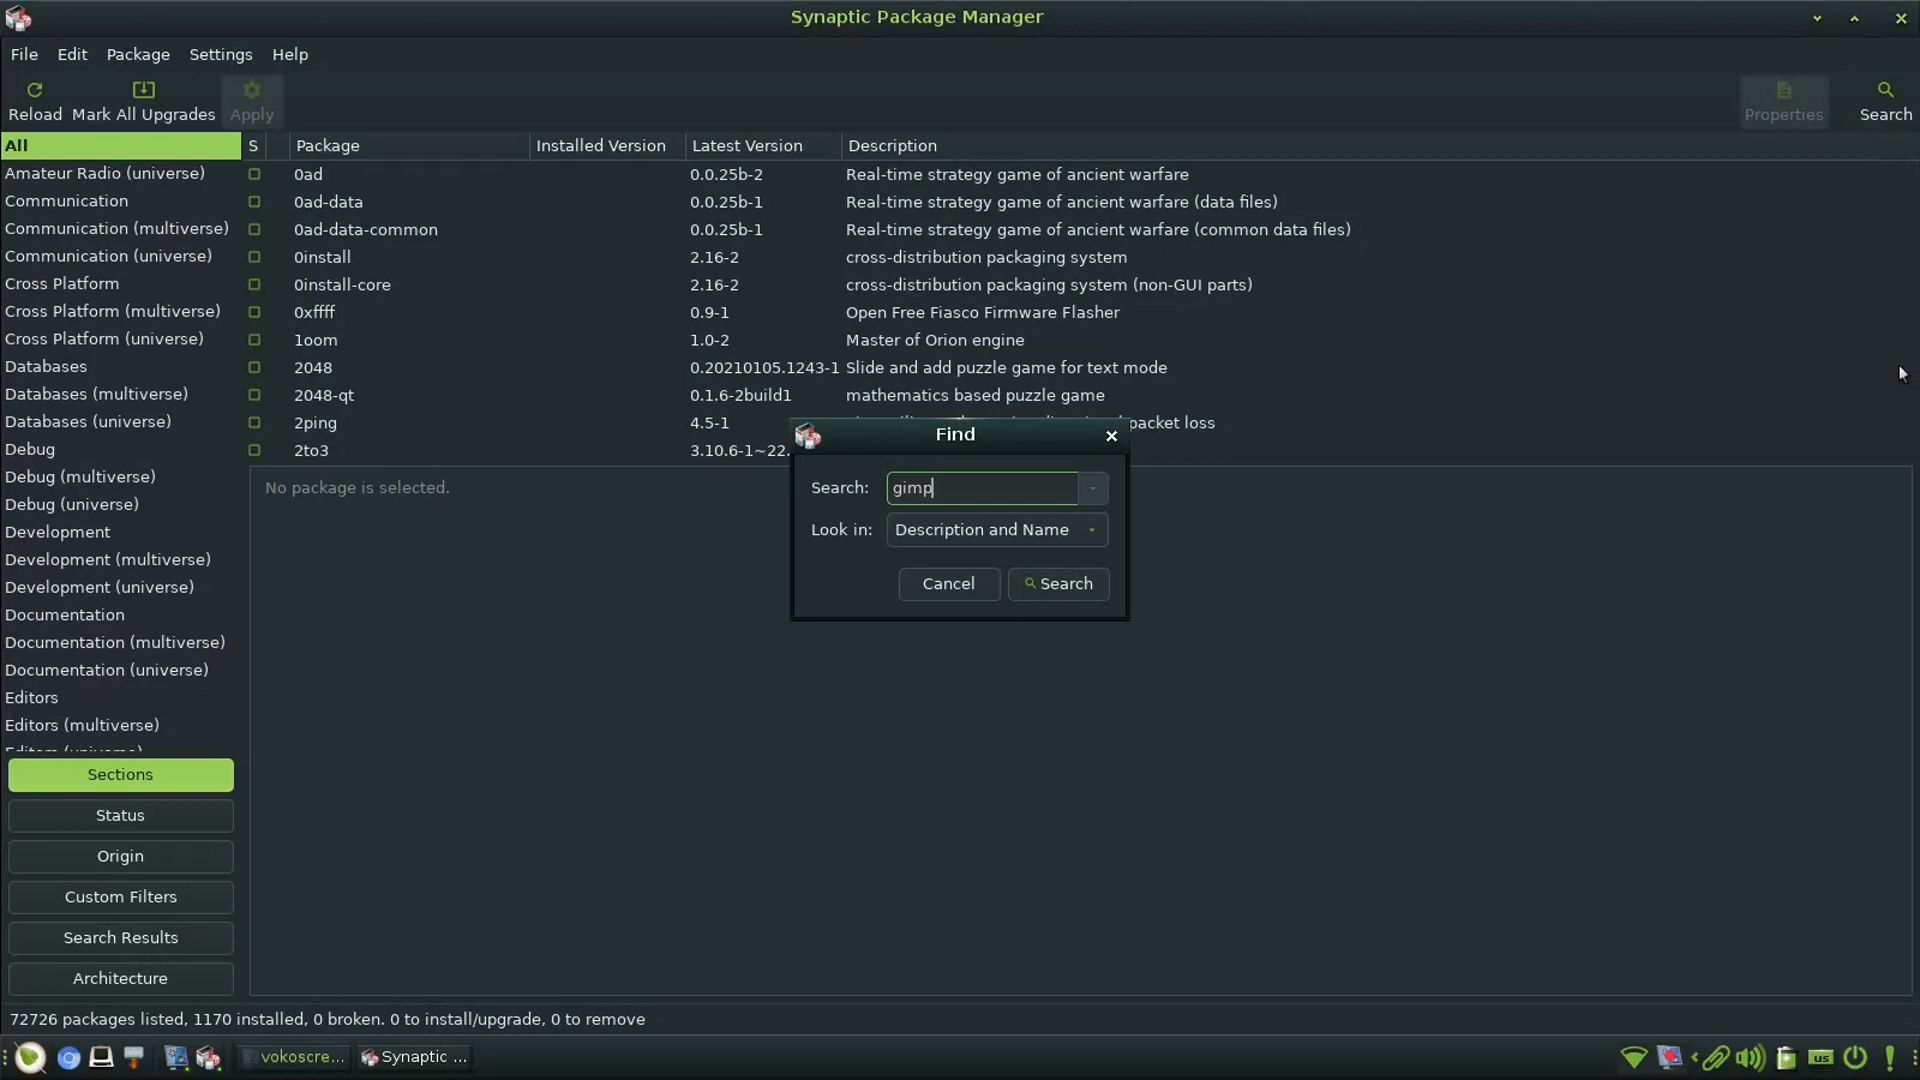 Synaptic Package Manager
File Edit Package Settings Help
Reload Mark All Upgrades Apply Properties Search
All S Package Installed Version Latest Version Description
Amateur Radio (universe) 0ad 0.0.25b-2 Real-time strategy game of ancient warfare
Communication 0ad-data 0.0.25b-1 Real-time strategy game of ancient warfare (data files)
Communication (multiverse) 0ad-data-common 0.0.25b-1 Real-time strategy game of ancient warfare (common data files)
Communication (universe) 0install 2.16-2 cross-distribution packaging system
Cross Platform 0install-core 2.16-2 cross-distribution packaging system (non-GUI parts)
Cross Platform (multiverse) 0xffff 0.9-1 Open Free Fiasco Firmware Flasher
Cross Platform (universe) 1oom 1.0-2 Master of Orion engine
Databases 2048 0.20210105.1243-1 Slide and add puzzle game for text mode
Databases (multiverse) 2048-qt 0.1.6-2build1 mathematics based puzzle game
Databases (universe) 2ping 4.5-1 packet loss
Debug 2to3 3.10.6-1~22.
Find
Debug (multiverse) No package is selected.
Search: gimp
Debug (universe)
Look in: Description and Name
Development
Development (multiverse)
Cancel Search
Development (universe)
Documentation
Documentation (multiverse)
Documentation (universe)
Editors
Editors (multiverse)
Sections
Status
Origin
Custom Filters
Search Results
Architecture
72726 packages listed, 1170 installed, 0 broken. 0 to install/upgrade, 0 to remove
vokoscre... Synaptic ... us